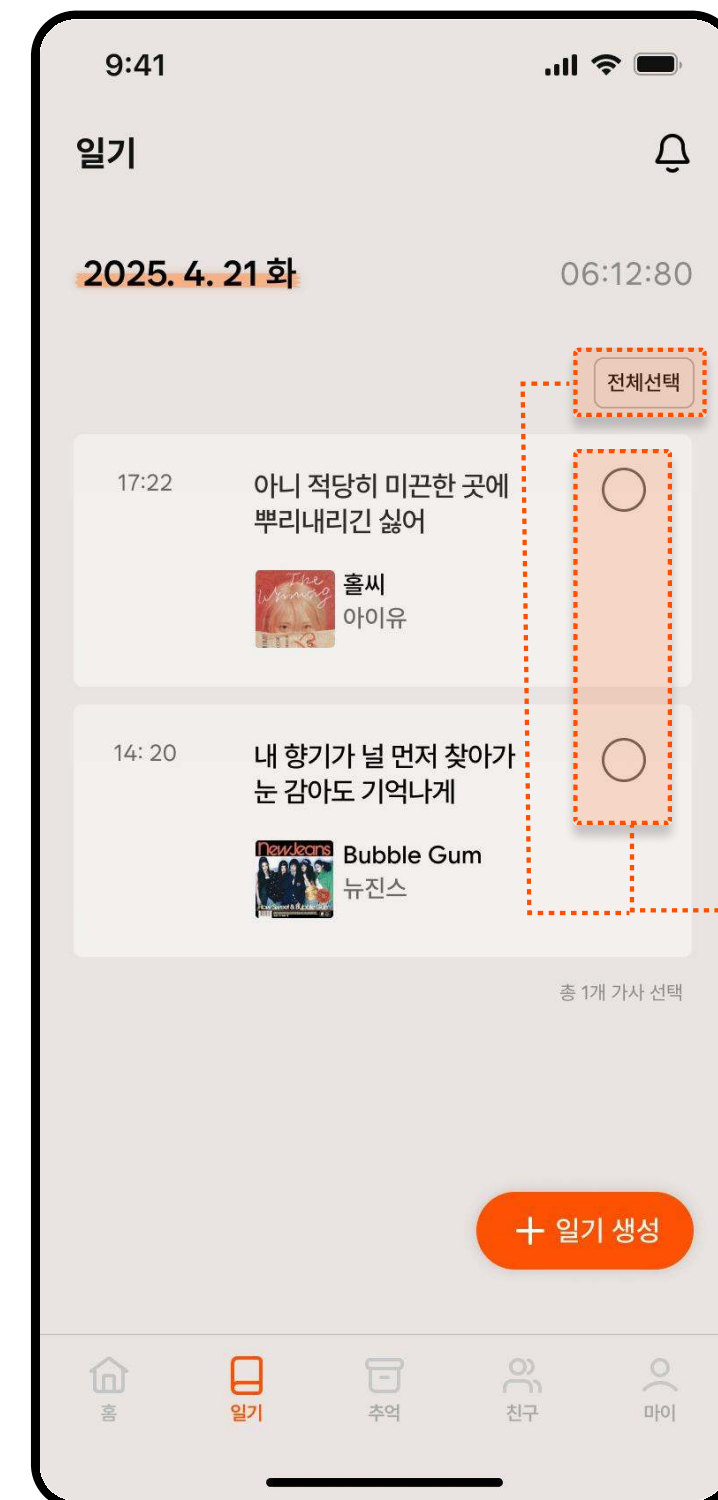 9:41
일기
2025. 4. 21 화
06:12:80
전체선택
17:22
아니 적당히 미끈한 곳에
뿌리내리긴 싫어
The
Winning
홀씨
아이유
14: 20
내 향기가 널 먼저 찾아가
눈 감아도 기억나게
NewJeans
Bubble Gum
뉴진스
총 1개 가사 선택
+ 일기 생성
홈
일기
추억
친구
마이